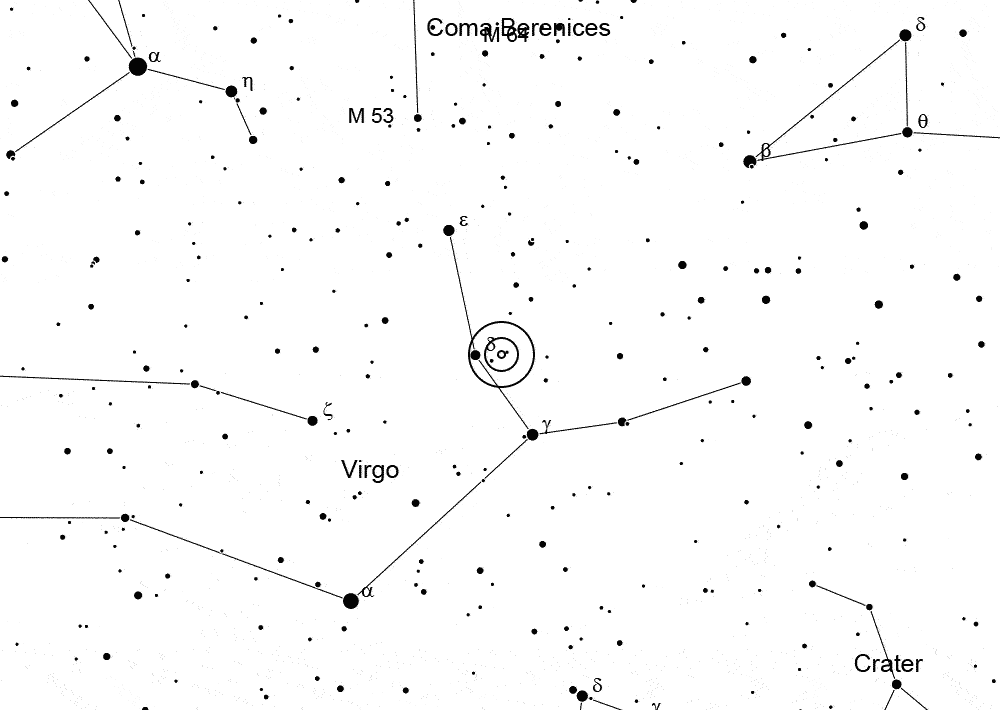 Coma Berenices
M 64
δ
α
η
M 53
θ
β
ε
δ
ζ
γ
Virgo
α
Crater
δ
γ